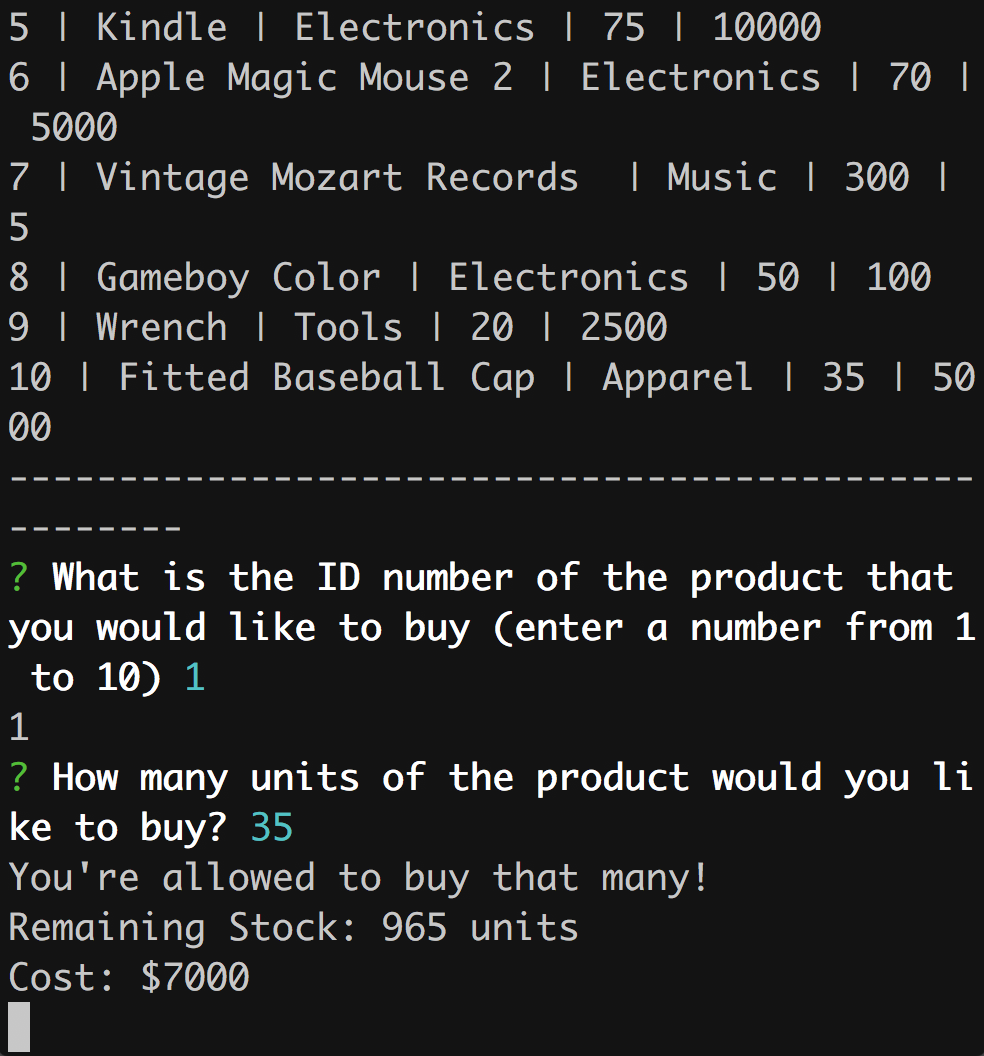 5 | Kindle | Electronics | 75 | 10000
6 | Apple Magic Mouse 2 | Electronics | 70 |
 5000
7 | Vintage Mozart Records  | Music | 300 |
5
8 | Gameboy Color | Electronics | 50 | 100
9 | Wrench | Tools | 20 | 2500
10 | Fitted Baseball Cap | Apparel | 35 | 50
00
--------------------------------------------
--------
? What is the ID number of the product that
you would like to buy (enter a number from 1
 to 10) 1
1
? How many units of the product would you li
ke to buy? 35
You're allowed to buy that many!
Remaining Stock: 965 units
Cost: $7000